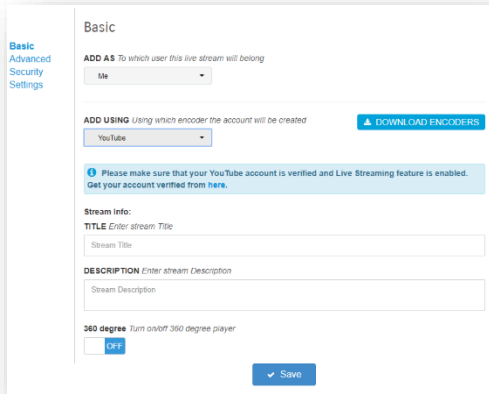 Basic
Advanced
Security
Settings
Basic
ADD AS To which user this live stream will belong
Me
ADD USING Using which encoder the account will be created
DOWNLOAD ENCODERS
YouTube
Please make sure that your YouTube account is verified and Live Streaming feature is enabled.
Get your account verified from here.
Stream Info:
TITLE Enter stream Title
Stream Title
DESCRIPTION Enter stream Description
Stream Description
360 degree Turn on/off 360 degree player
OFF
Save